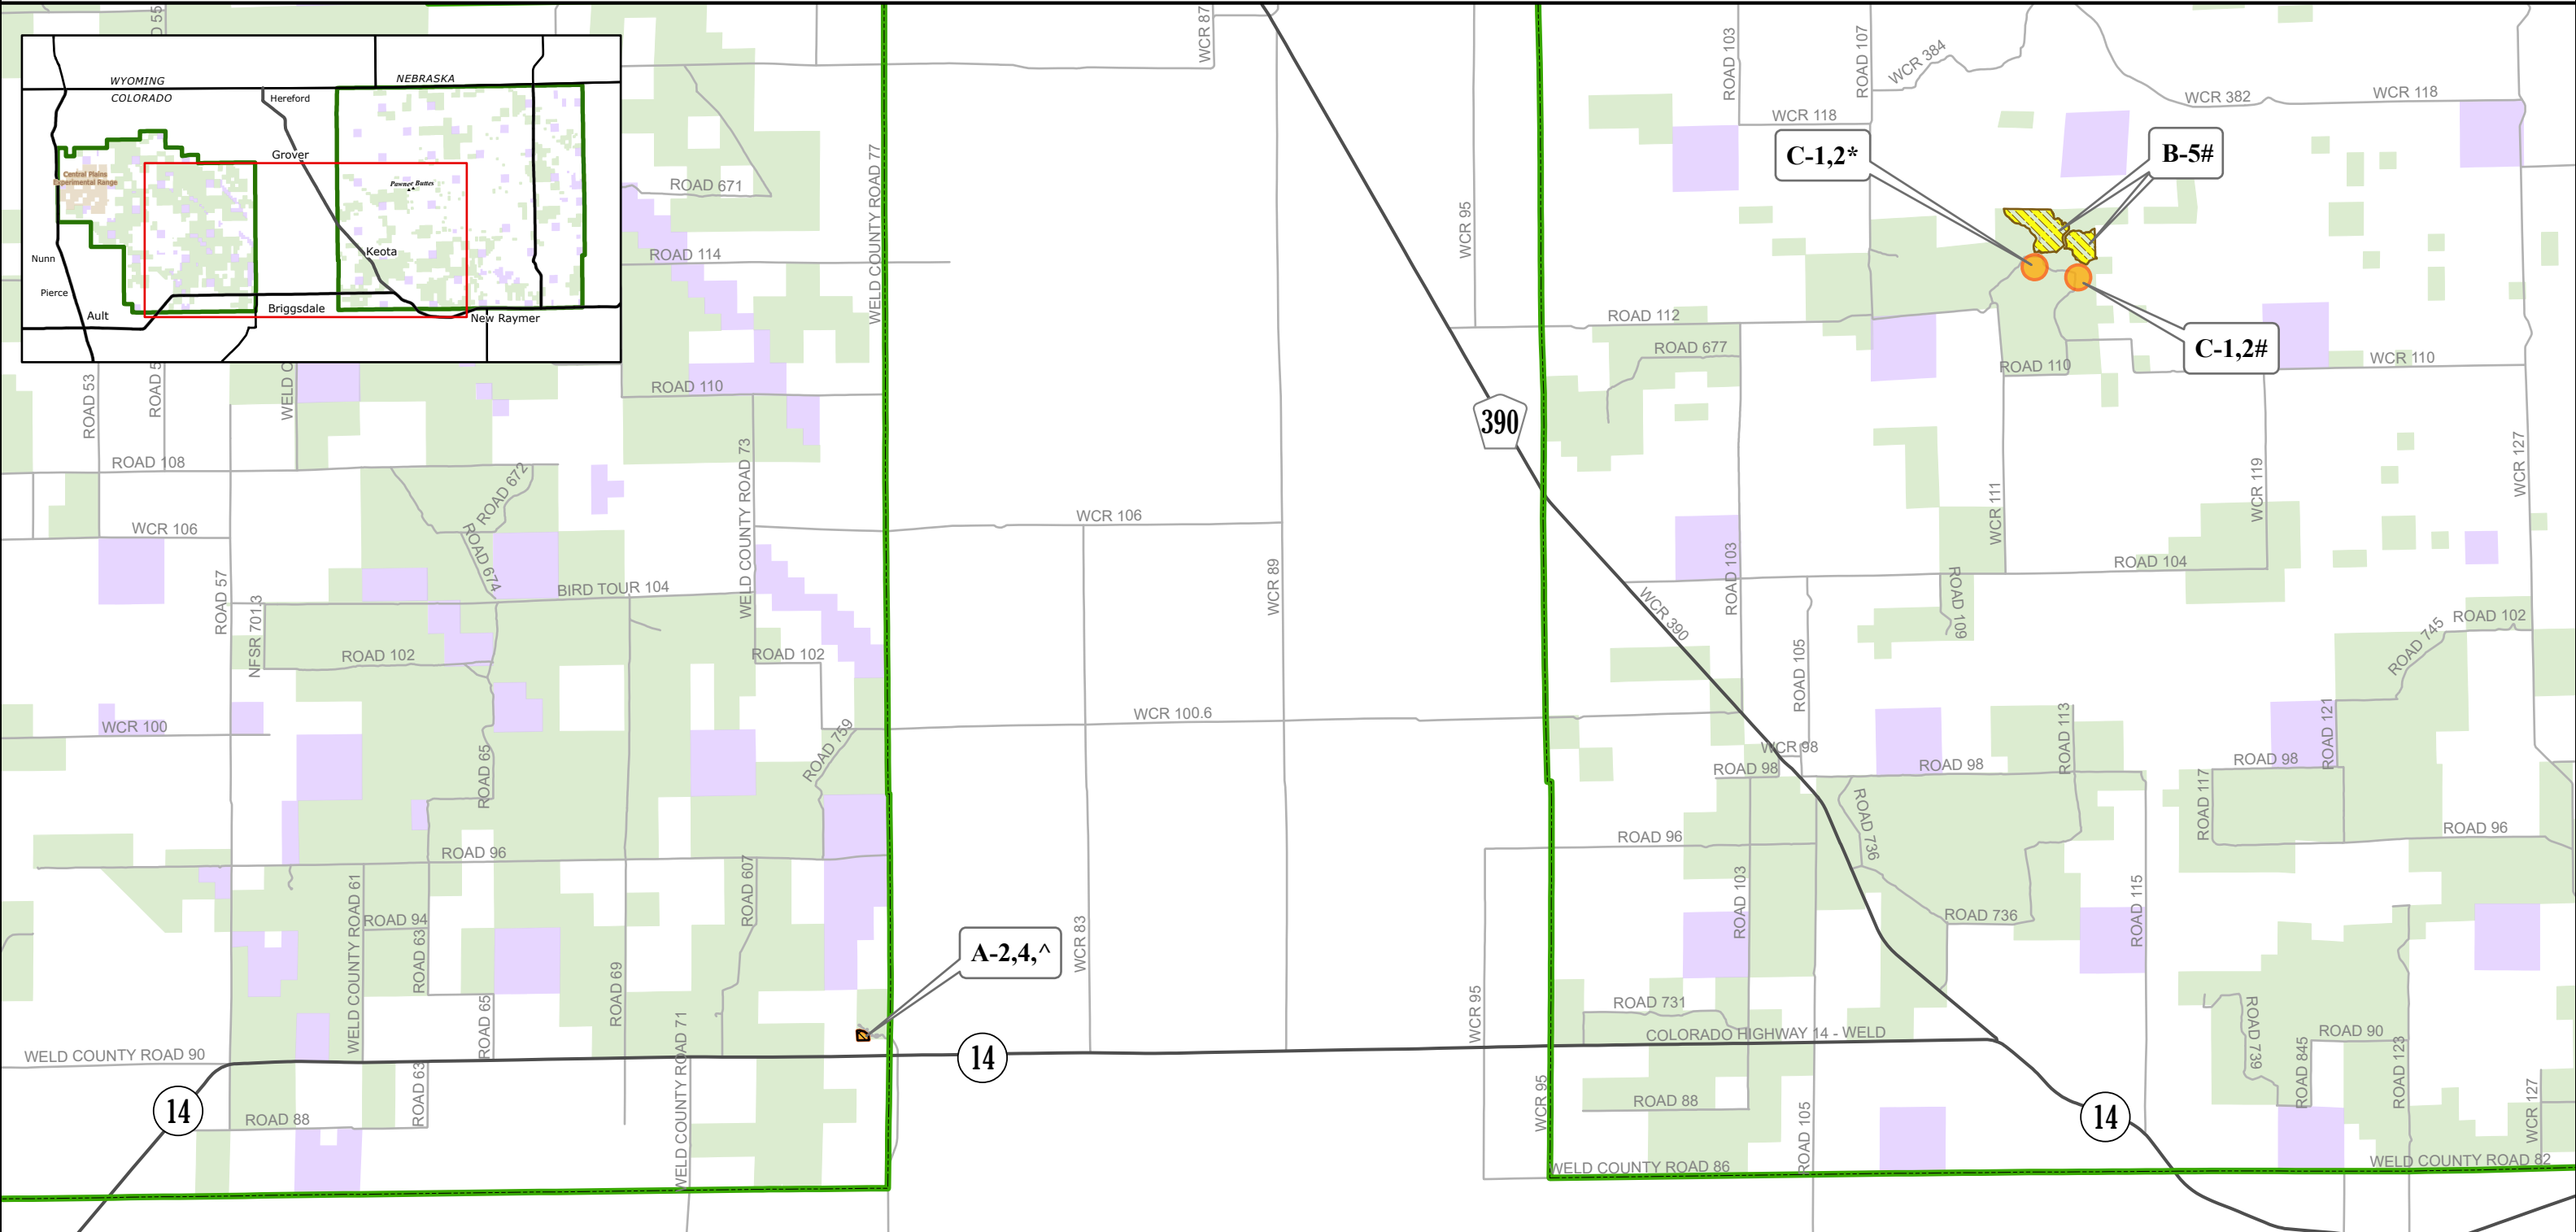 WYOMING
NEBRASKA
COLORADO
Hereford
Grover
Central Plains
Experimental Range
Pawnee Buttes
Keota
Nunn
Pierce
Ault
Briggsdale
New Raymer
WCR 87
ROAD 103
ROAD 107
WCR 384
WCR 382
WCR 118
WCR 118
C-1,2*
B-5#
C-1,2#
WELD COUNTY ROAD 77
ROAD 671
ROAD 114
ROAD 110
WCR 95
ROAD 112
ROAD 677
ROAD 110
WCR 110
390
ROAD 53
ROAD 108
ROAD 672
ROAD 674
WCR 106
WELD COUNTY ROAD 73
WCR 106
WCR 89
ROAD 103
WCR 111
WCR 119
WCR 127
ROAD 104
ROAD 109
ROAD 57
NFSR 701.3
BIRD TOUR 104
ROAD 102
ROAD 102
WCR 390
ROAD 105
ROAD 745
ROAD 102
WCR 100
ROAD 65
ROAD 759
WCR 100.6
WCR 98
ROAD 98
ROAD 98
ROAD 113
ROAD 98
ROAD 121
ROAD 117
ROAD 96
ROAD 96
ROAD 736
ROAD 96
WELD COUNTY ROAD 61
ROAD 94
ROAD 63
ROAD 607
ROAD 69
ROAD 65
A-2,4,^
WCR 83
ROAD 103
ROAD 736
ROAD 115
WCR 95
ROAD 731
COLORADO HIGHWAY 14 - WELD
ROAD 739
ROAD 90
ROAD 845
ROAD 123
WELD COUNTY ROAD 90
14
14
14
ROAD 63
ROAD 88
WELD COUNTY ROAD 71
WCR 95
ROAD 88
ROAD 105
WCR 127
WELD COUNTY ROAD 86
WELD COUNTY ROAD 82